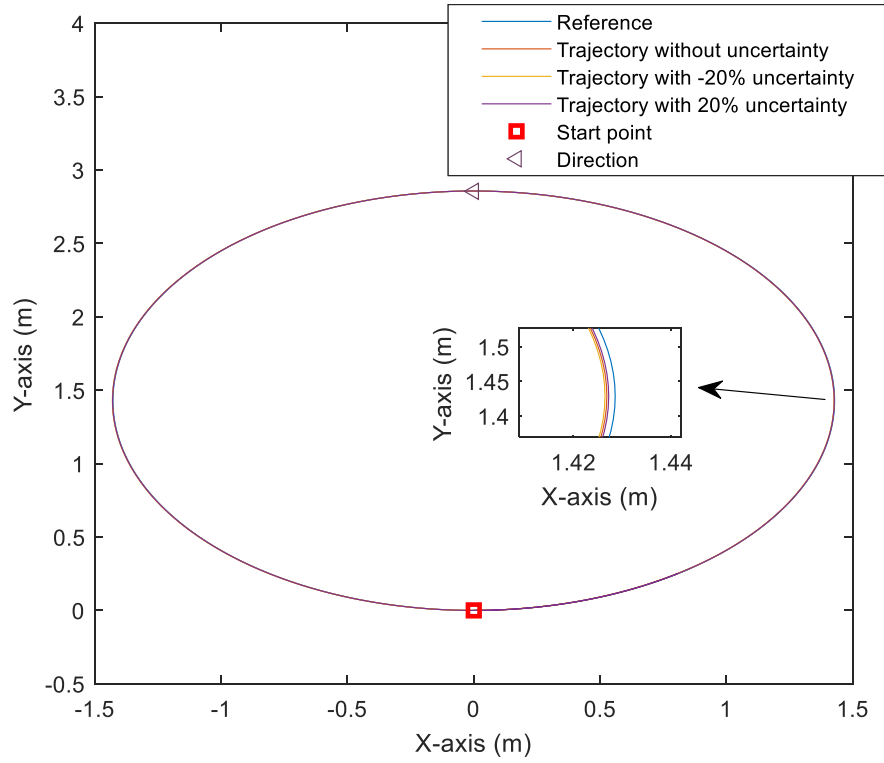 4
3.5
3
2.5
2
1.5
1
0.5
0
-0.5
-1.5
-1
-0.5
0
0.5
1
1.5
X-axis (m)
Y-axis (m)
Reference
Trajectory without uncertainty
Trajectory with -20% uncertainty
Trajectory with 20% uncertainty
Start point
Direction
1.5
1.45
1.4
Y-axis (m)
1.42
1.44
X-axis (m)